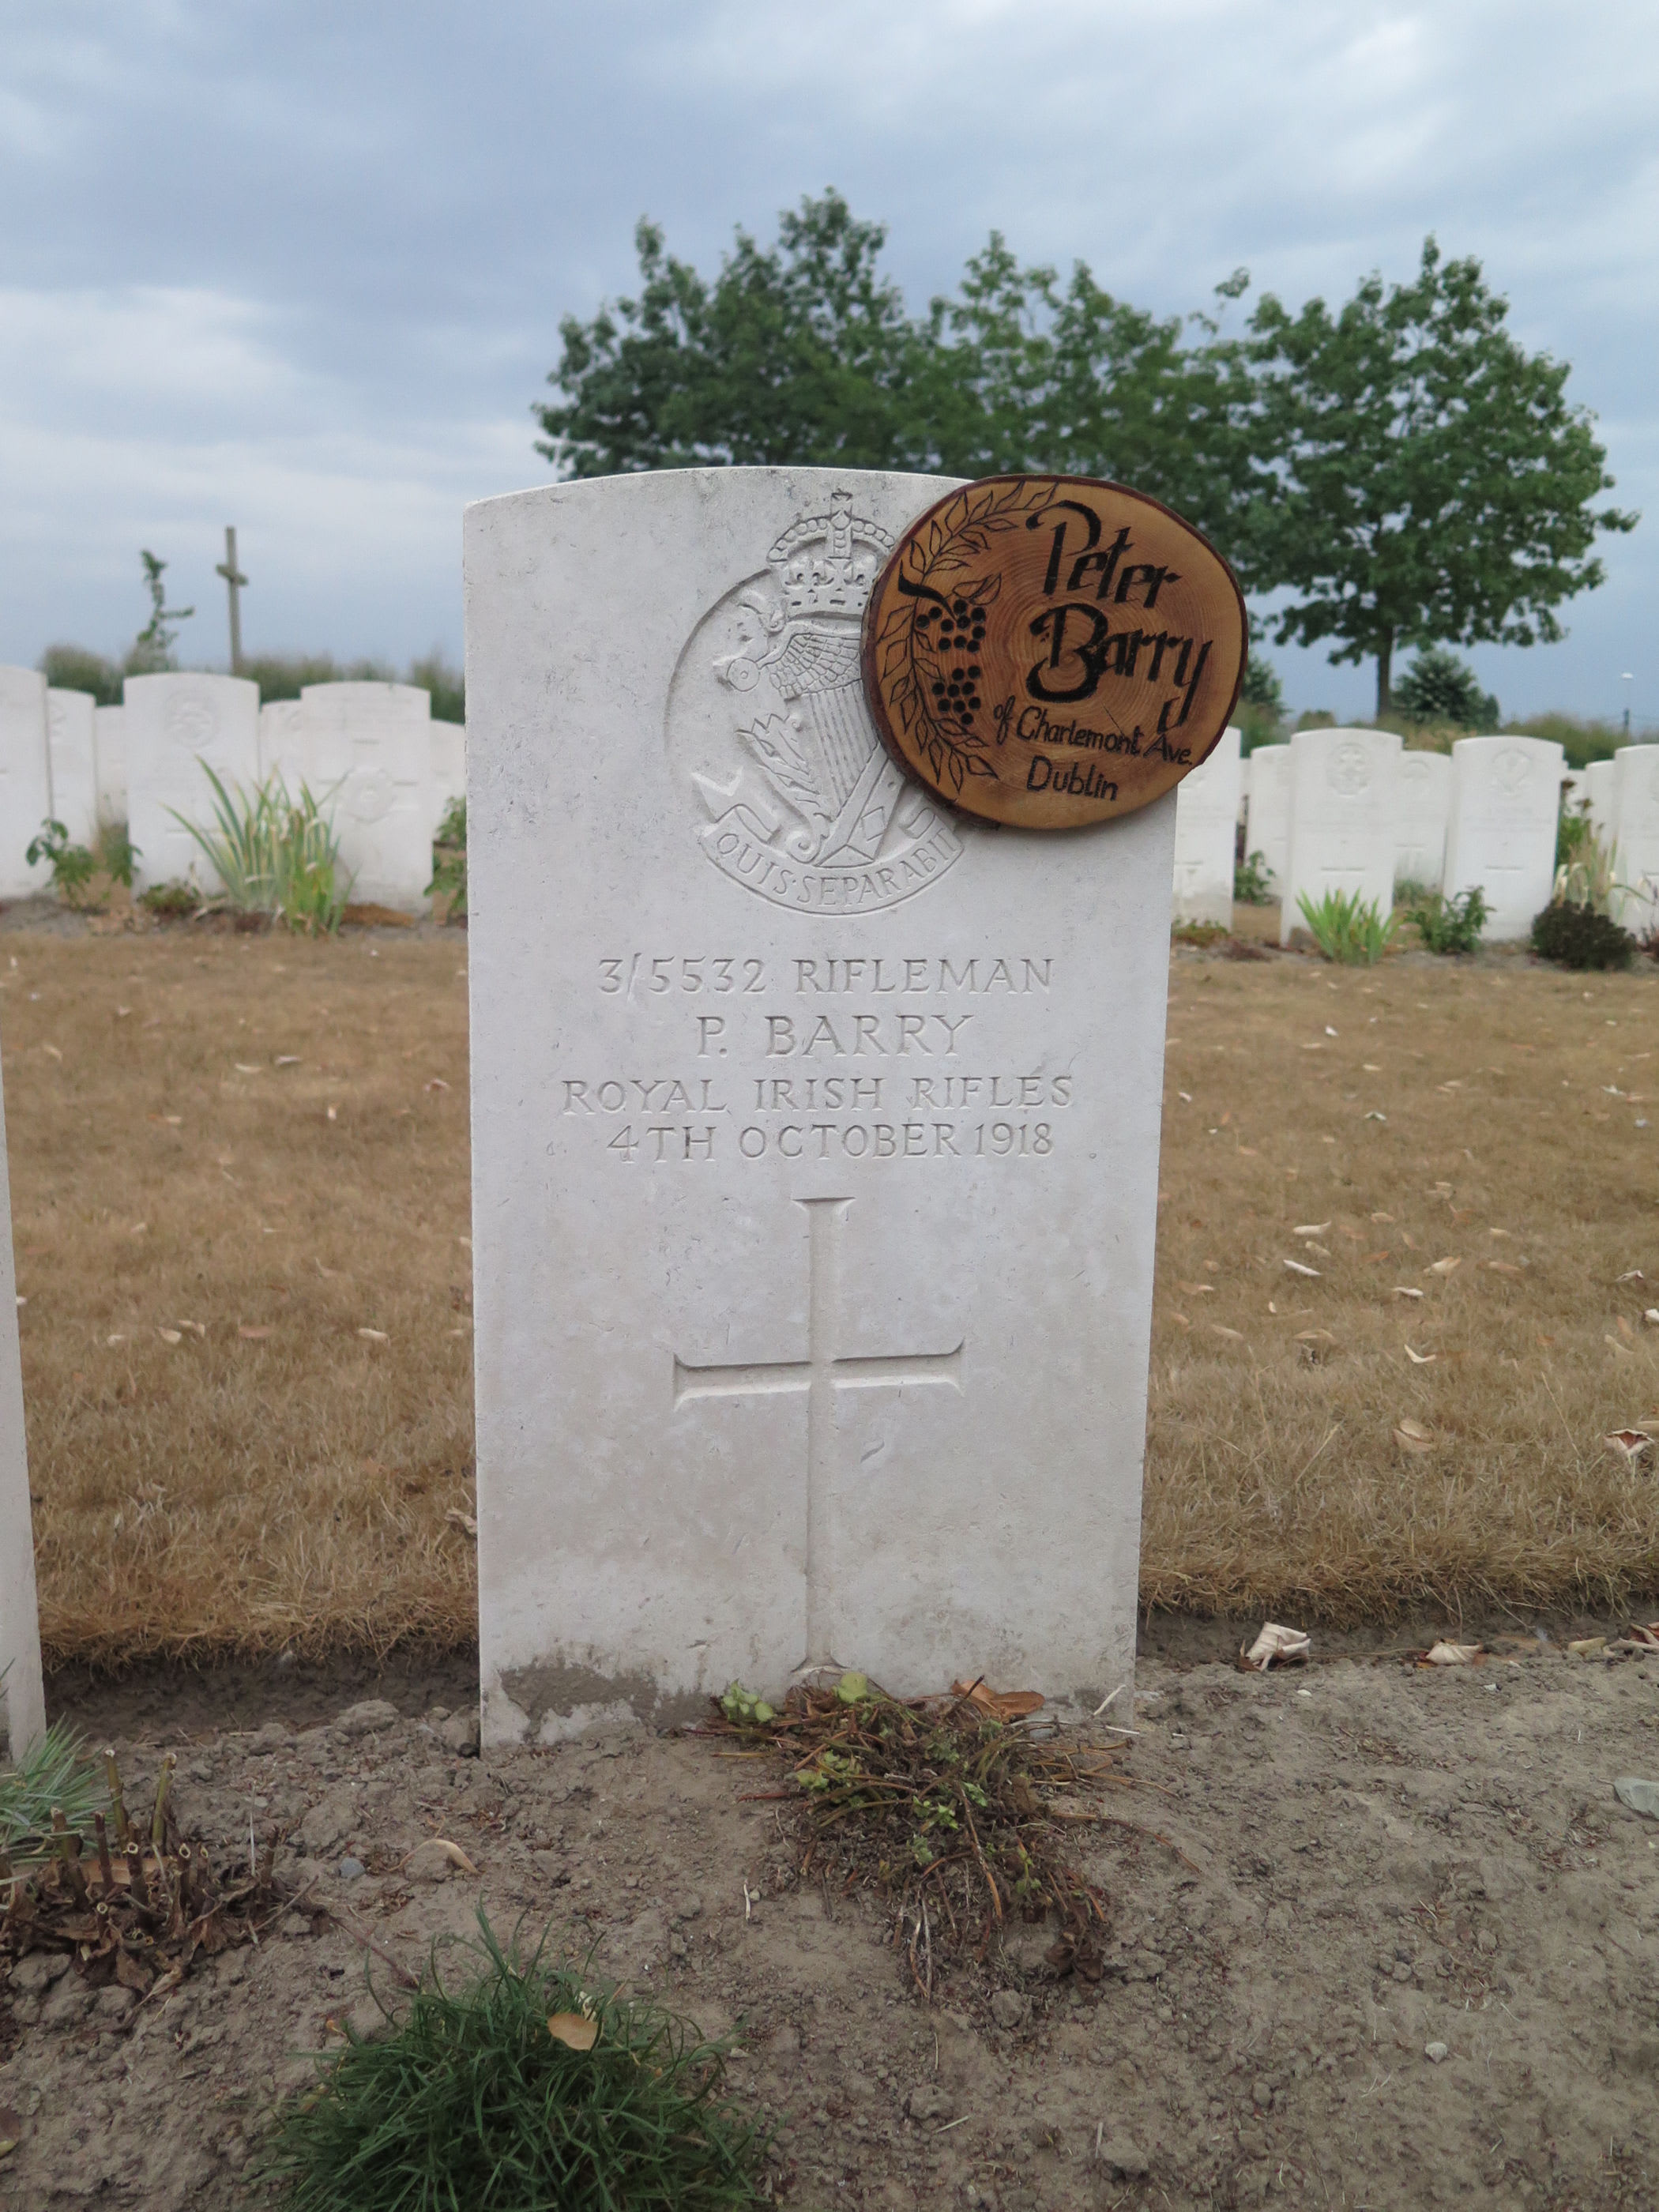 Peter
Barry
of Charlemont Ave.
Dublin
QUIS · SEPARABIT
3/5532 RIFLEMAN
P. BARRY
ROYAL IRISH RIFLES
4TH OCTOBER 1918